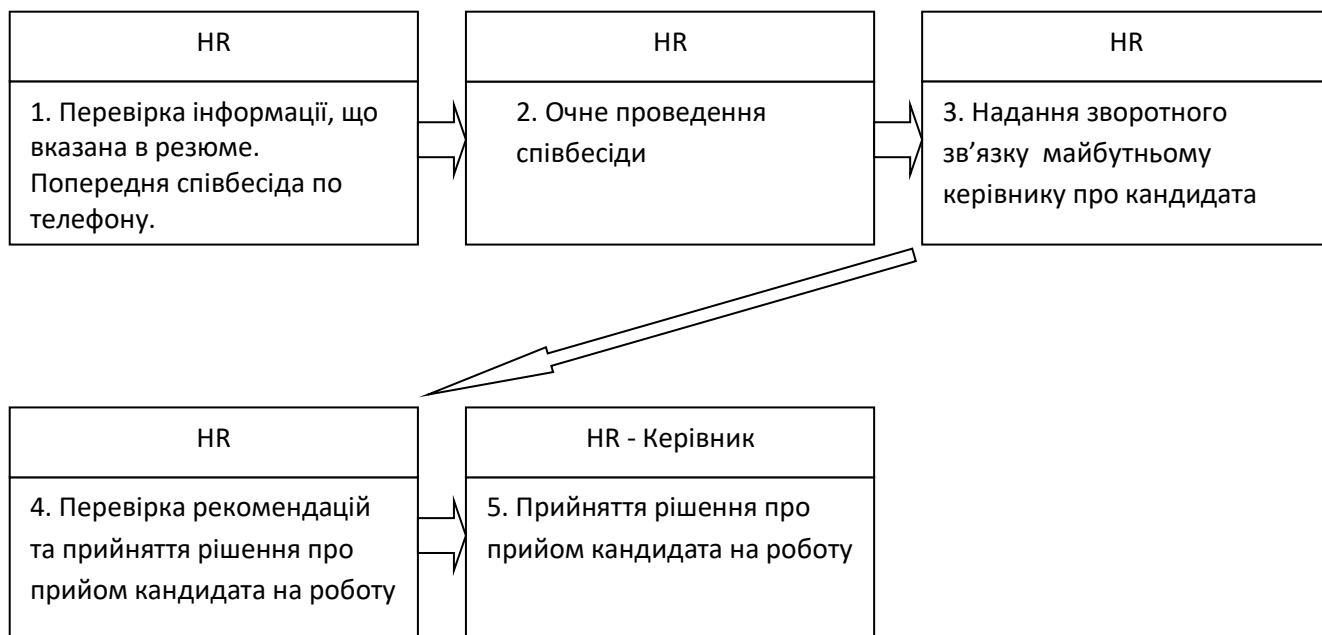 HR
1. Перевірка інформації, що
вказана в резюме.
Попередня співбесіда по
телефону.
HR
2. Очне проведення
співбесіди
HR
3. Надання зворотного
зв’язку майбутньому
керівнику про кандидата
HR
4. Перевірка рекомендацій
та прийняття рішення про
прийом кандидата на роботу
HR - Керівник
5. Прийняття рішення про
прийом кандидата на роботу